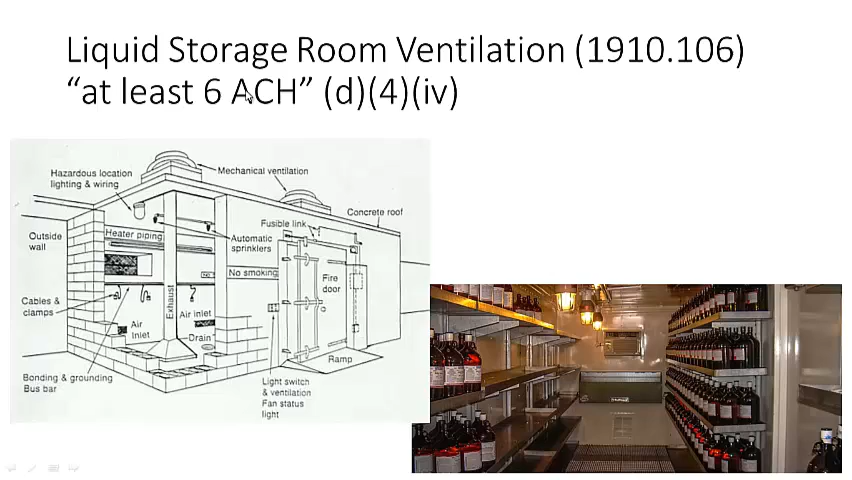 Liquid Storage Room Ventilation (1910.106)
“at least 6 ACH” (d)(4)(iv)
Hazardous location
lighting & wiring
Mechanical ventilation
Concrete roof
Fusible link
Outside
wall
Heater piping
Automatic
sprinklers
No smoking
Fire
door
Cables &
clamps
Exhaust
Air
Inlet
Air inlet
Drain
Ramp
Bonding & grounding
Bus bar
Light switch
& ventilation
Fan status
light